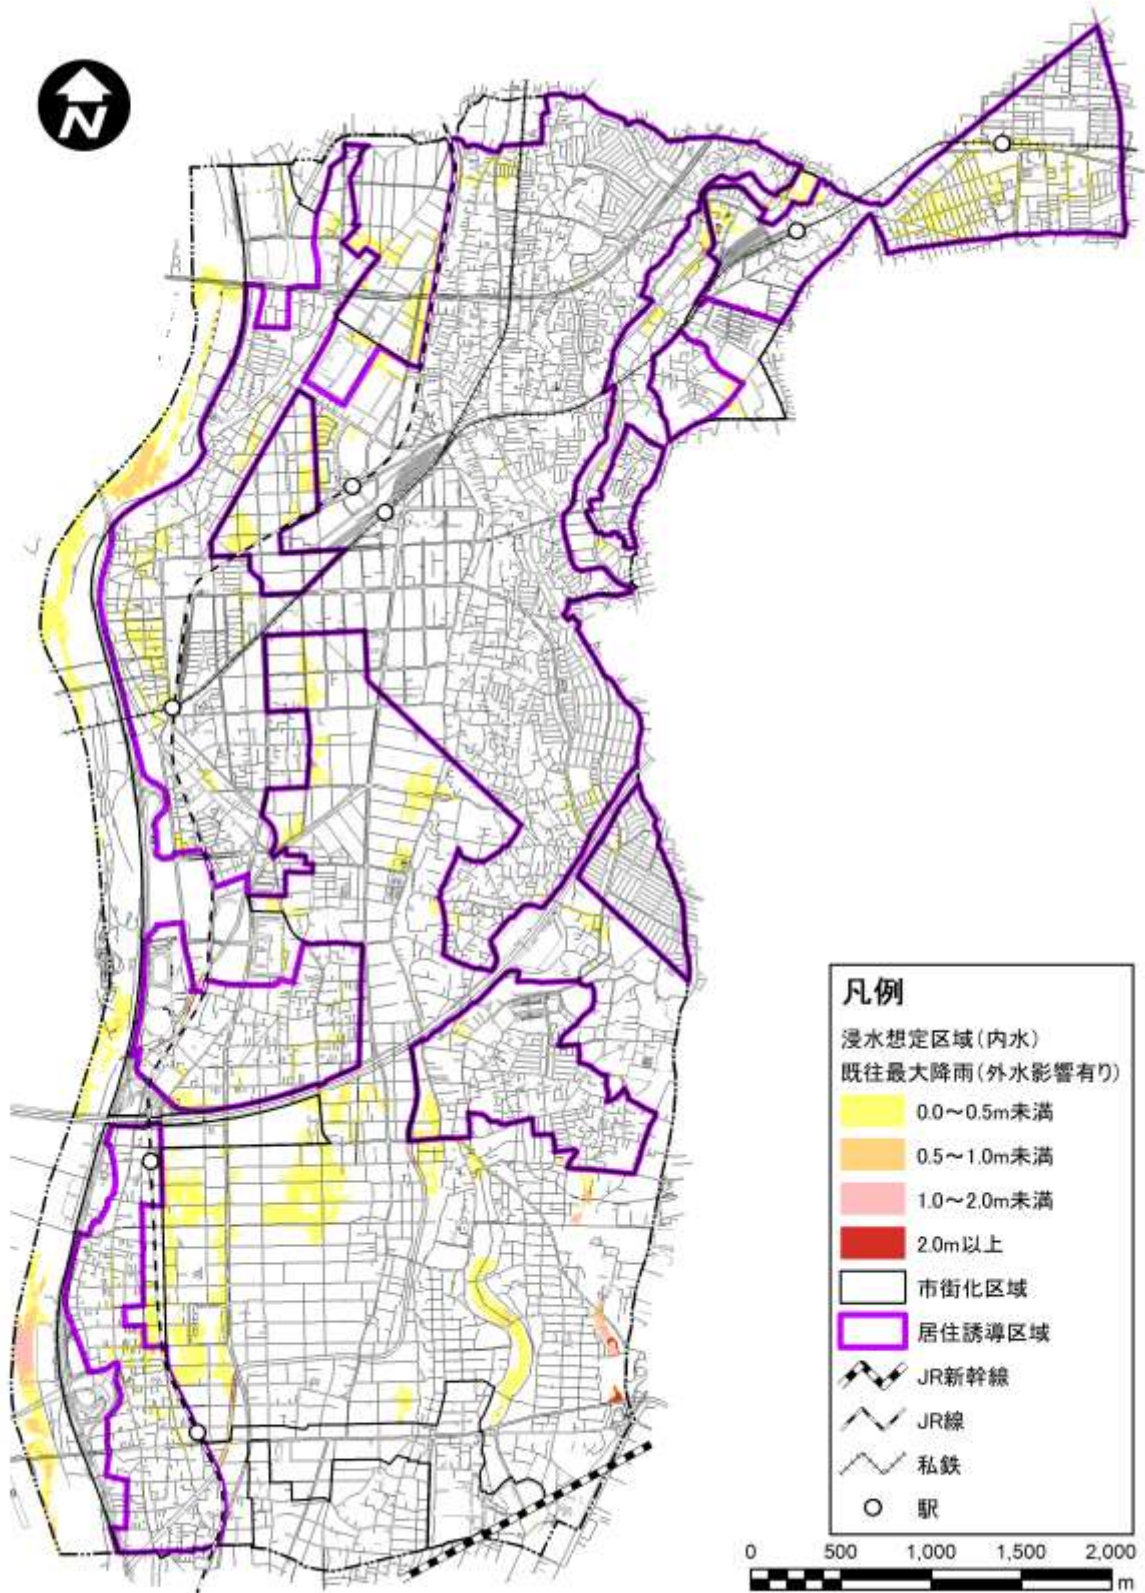 N
凡例
浸水想定区域(内水)
既往最大降雨(外水影響有り)
0.0～0.5m未満
0.5～1.0m未満
1.0～2.0m未満
2.0m以上
市街化区域
居住誘導区域
JR新幹線
JR線
私鉄
駅
0 500 1,000 1,500 2,000
m